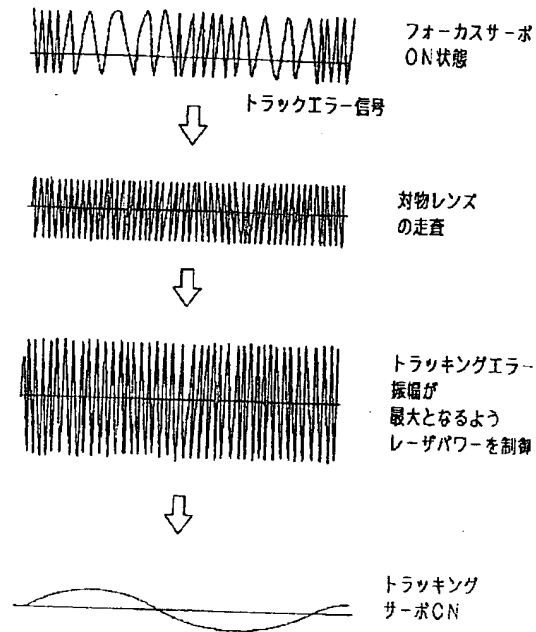 フォーカスサーボ
ON状態
トラックエラー信号
対物レンズ
の走査
トラッキングエラー
振幅が
最大となるよう
レーザパワーを制御
トラッキング
サーボON